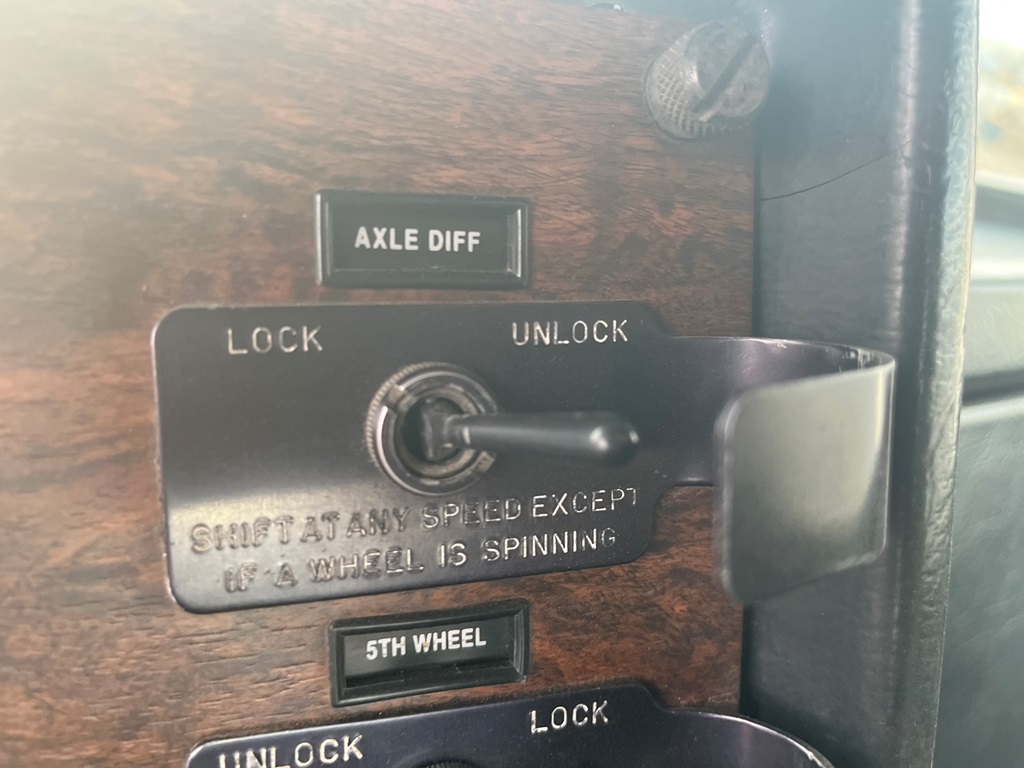 AXLE DIFF
LOCK UNLOCK
SHIFT AT ANY SPEED EXCEPT
IF A WHEEL IS SPINNING
5TH WHEEL
UNLOCK LOCK